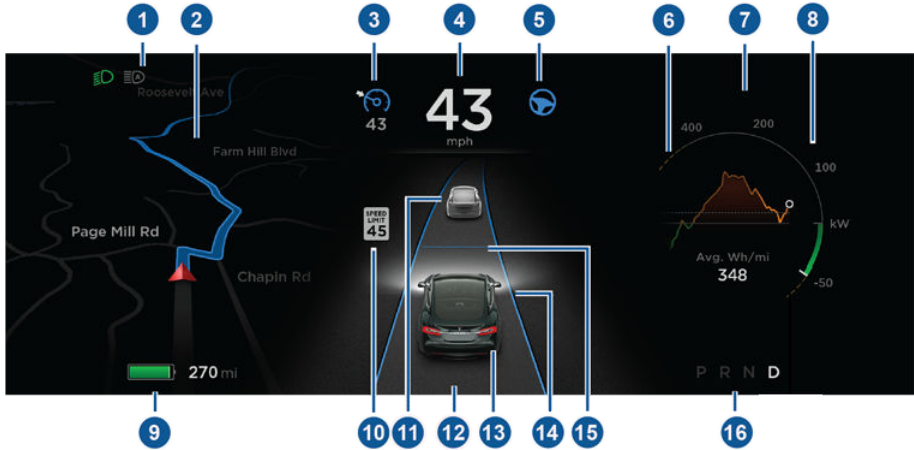 1 2 3 4 5 6 7 8
A
Roosevelt Ave
Farm Hill Blvd
Page Mill Rd
Chapin Rd
270 mi
43
43
mph
SPEED
LIMIT
45
400
200
100
kW
-50
Avg. Wh/mi
348
P R N D
9 10 11 12 13 14 15 16